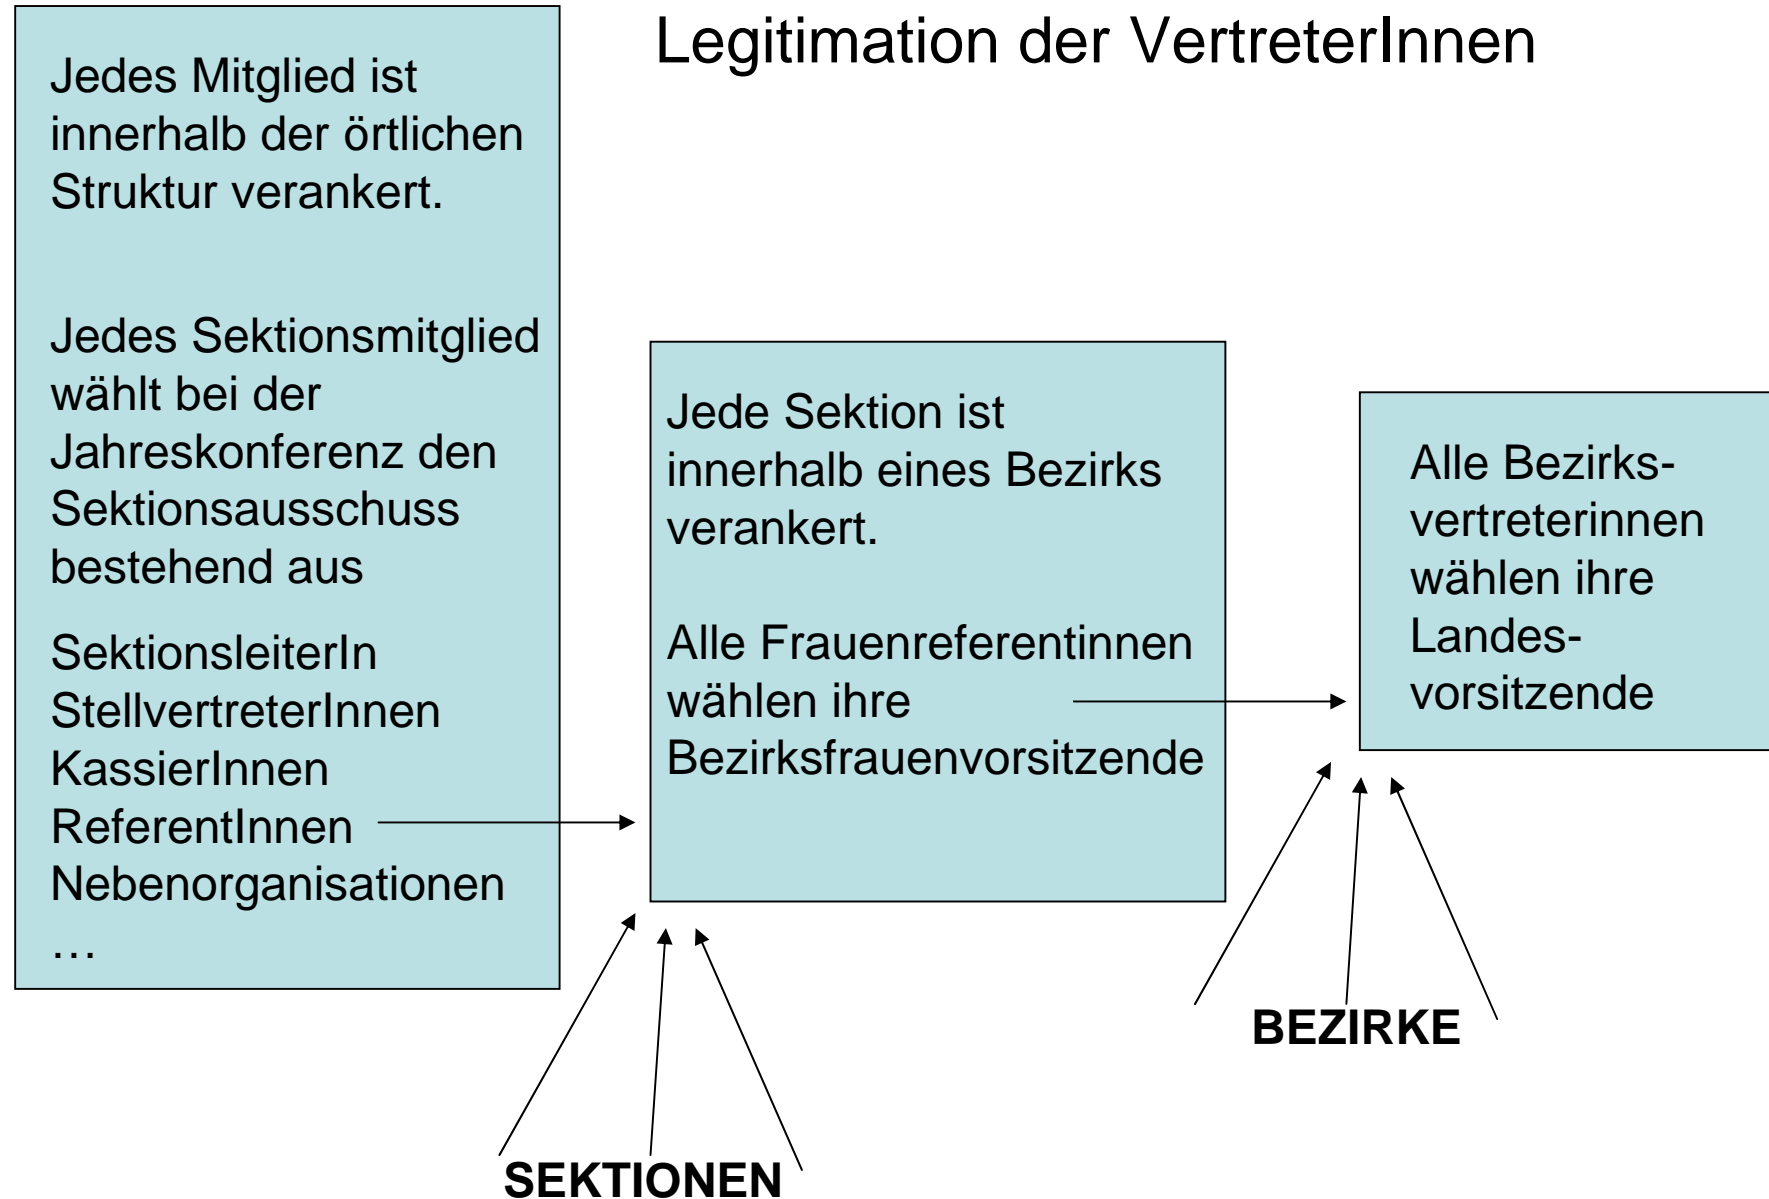 Legitimation der VertreterInnen
Jedes Mitglied ist
innerhalb der örtlichen
Struktur verankert.
Jedes Sektionsmitglied
wählt bei der
Jahreskonferenz den
Sektionsausschuss
bestehend aus
SektionsleiterIn
StellvertreterInnen
KassierInnen
ReferentInnen
Nebenorganisationen
…
Jede Sektion ist
innerhalb eines Bezirks
verankert.
Alle Frauenreferentinnen
wählen ihre
Bezirksfrauenvorsitzende
Alle Bezirks-
vertreterinnen
wählen ihre
Landes-
vorsitzende
SEKTIONEN
BEZIRKE